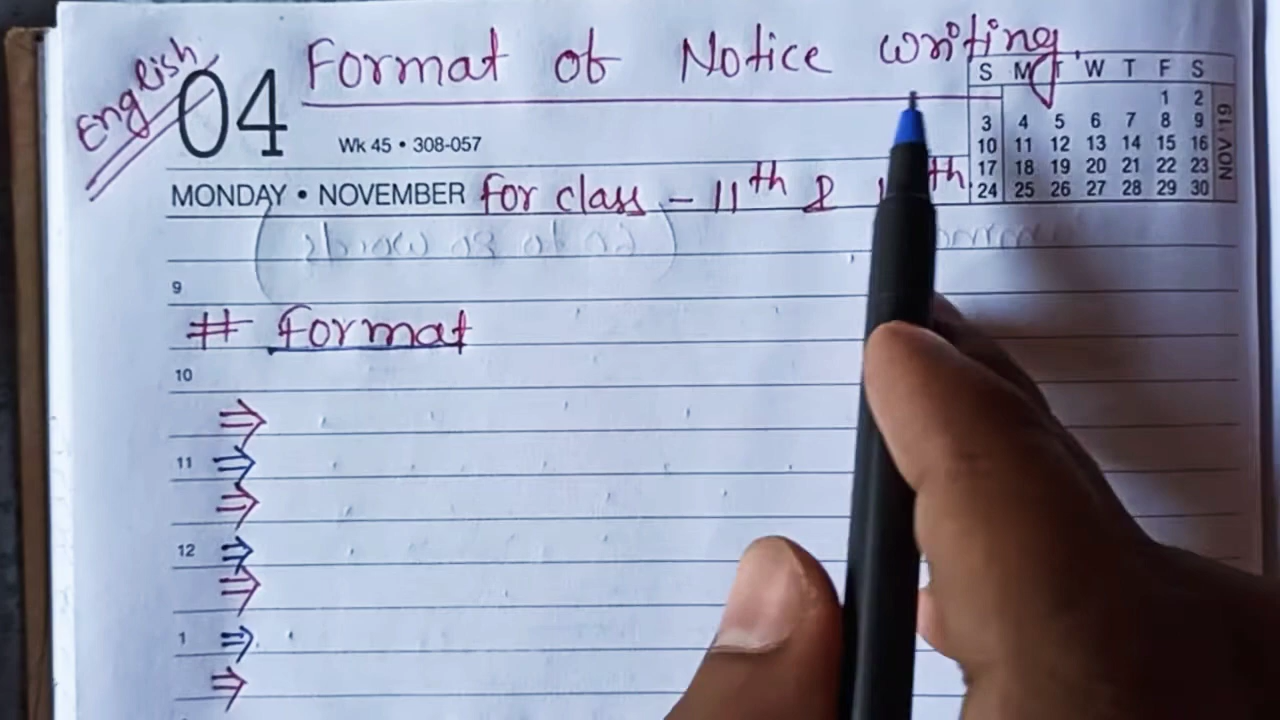 English
Format of Notice writing.
04
Wk 45 • 308-057
S M T W T F S
1 2
3 4 5 6 7 8 9
10 11 12 13 14 15 16
17 18 19 20 21 22 23
24 25 26 27 28 29 30
NOV '19
MONDAY • NOVEMBER for class - 11th &
9
# Format
10
⇒
11 ⇒
⇒
12 ⇒
⇒
1 ⇒
⇒